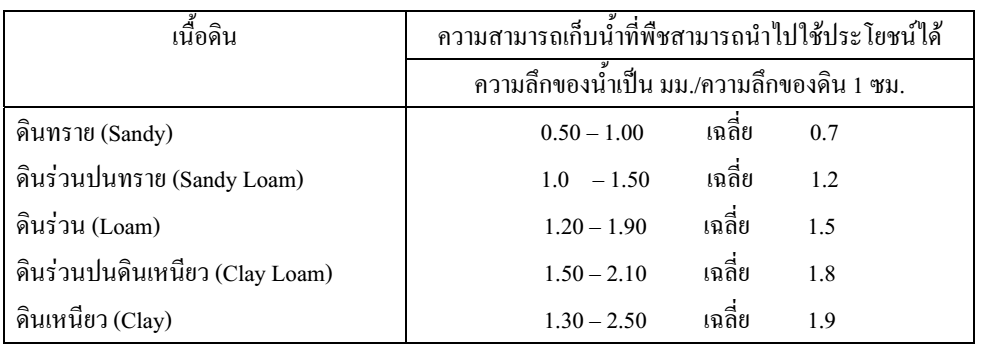 เนื้อดิน ความสามารถเก็บน้ำที่พืชสามารถนำไปใช้ประโยชน์ได้
ความลึกของน้ำเป็น มม./ความลึกของดิน 1 ซม.
ดินทราย (Sandy) 0.50 – 1.00 เฉลี่ย 0.7
ดินร่วนปนทราย (Sandy Loam) 1.0 – 1.50 เฉลี่ย 1.2
ดินร่วน (Loam) 1.20 – 1.90 เฉลี่ย 1.5
ดินร่วนปนดินเหนียว (Clay Loam) 1.50 – 2.10 เฉลี่ย 1.8
ดินเหนียว (Clay) 1.30 – 2.50 เฉลี่ย 1.9